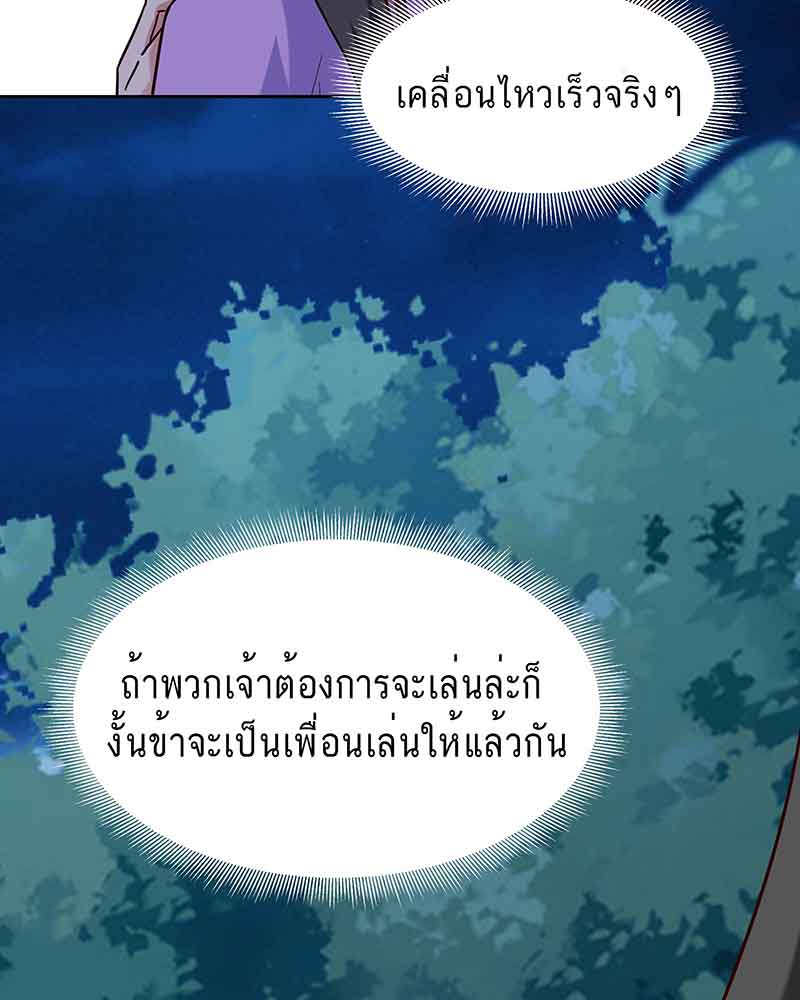 เคลื่อนไหวเร็วจริงๆ
ถ้าพวกเจ้าต้องการจะเล่นล่ะก็
งั้นข้าจะเป็นเพื่อนเล่นให้แล้วกัน